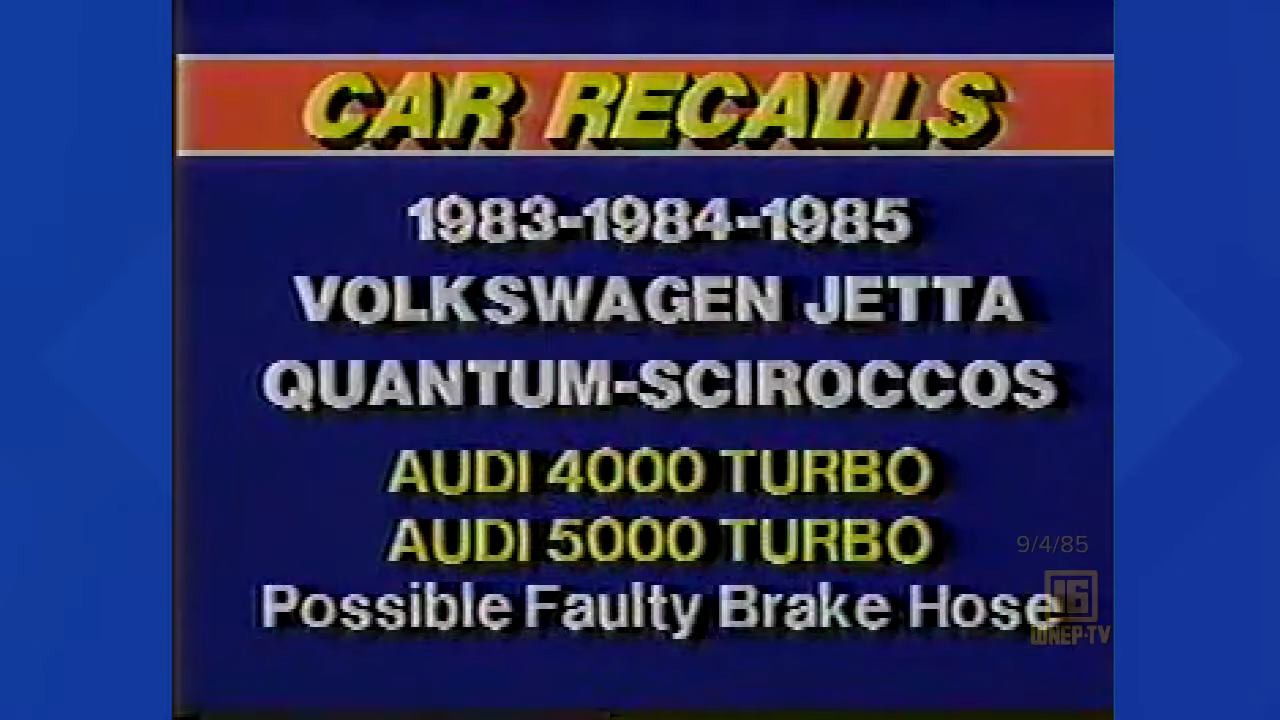 CAR RECALLS
1983-1984-1985
VOLKSWAGEN JETTA
QUANTUM-SCIROCCOS
AUDI 4000 TURBO
AUDI 5000 TURBO
Possible Faulty Brake Hose
9/4/85
16
WNEP-TV